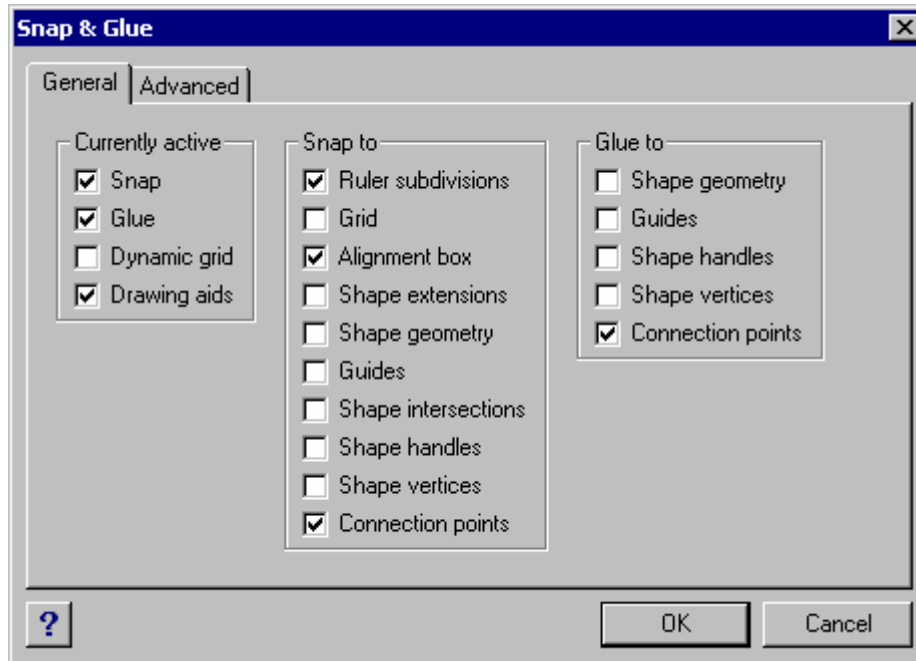 Snap & Glue
General
Advanced
Currently active
Snap
Glue
Dynamic grid
Drawing aids
Snap to
Ruler subdivisions
Grid
Alignment box
Shape extensions
Shape geometry
Guides
Shape intersections
Shape handles
Shape vertices
Connection points
Glue to
Shape geometry
Guides
Shape handles
Shape vertices
Connection points
?
OK
Cancel